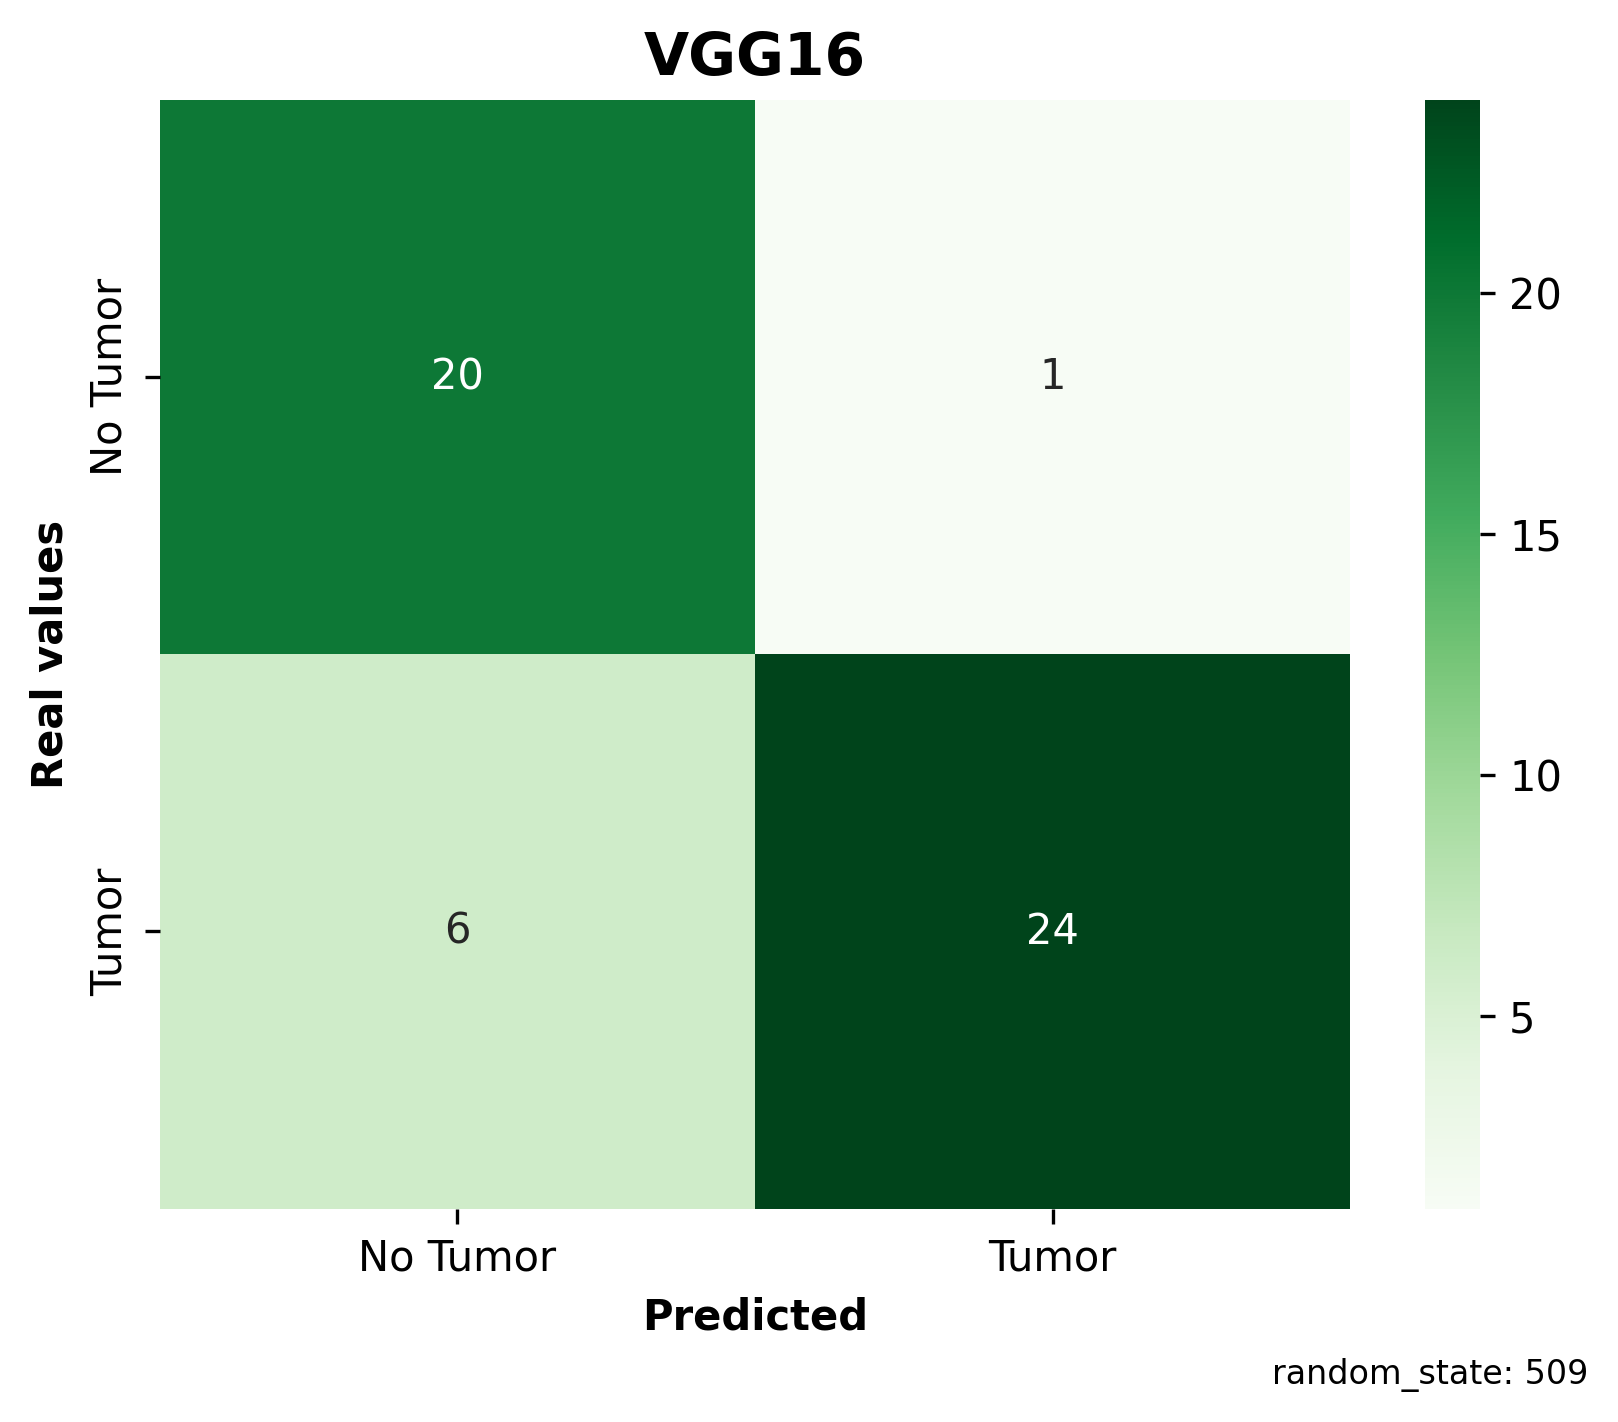 VGG16
Real values
No Tumor
Tumor
20
1
6
24
No Tumor
Tumor
Predicted
20
15
10
5
random_state: 509